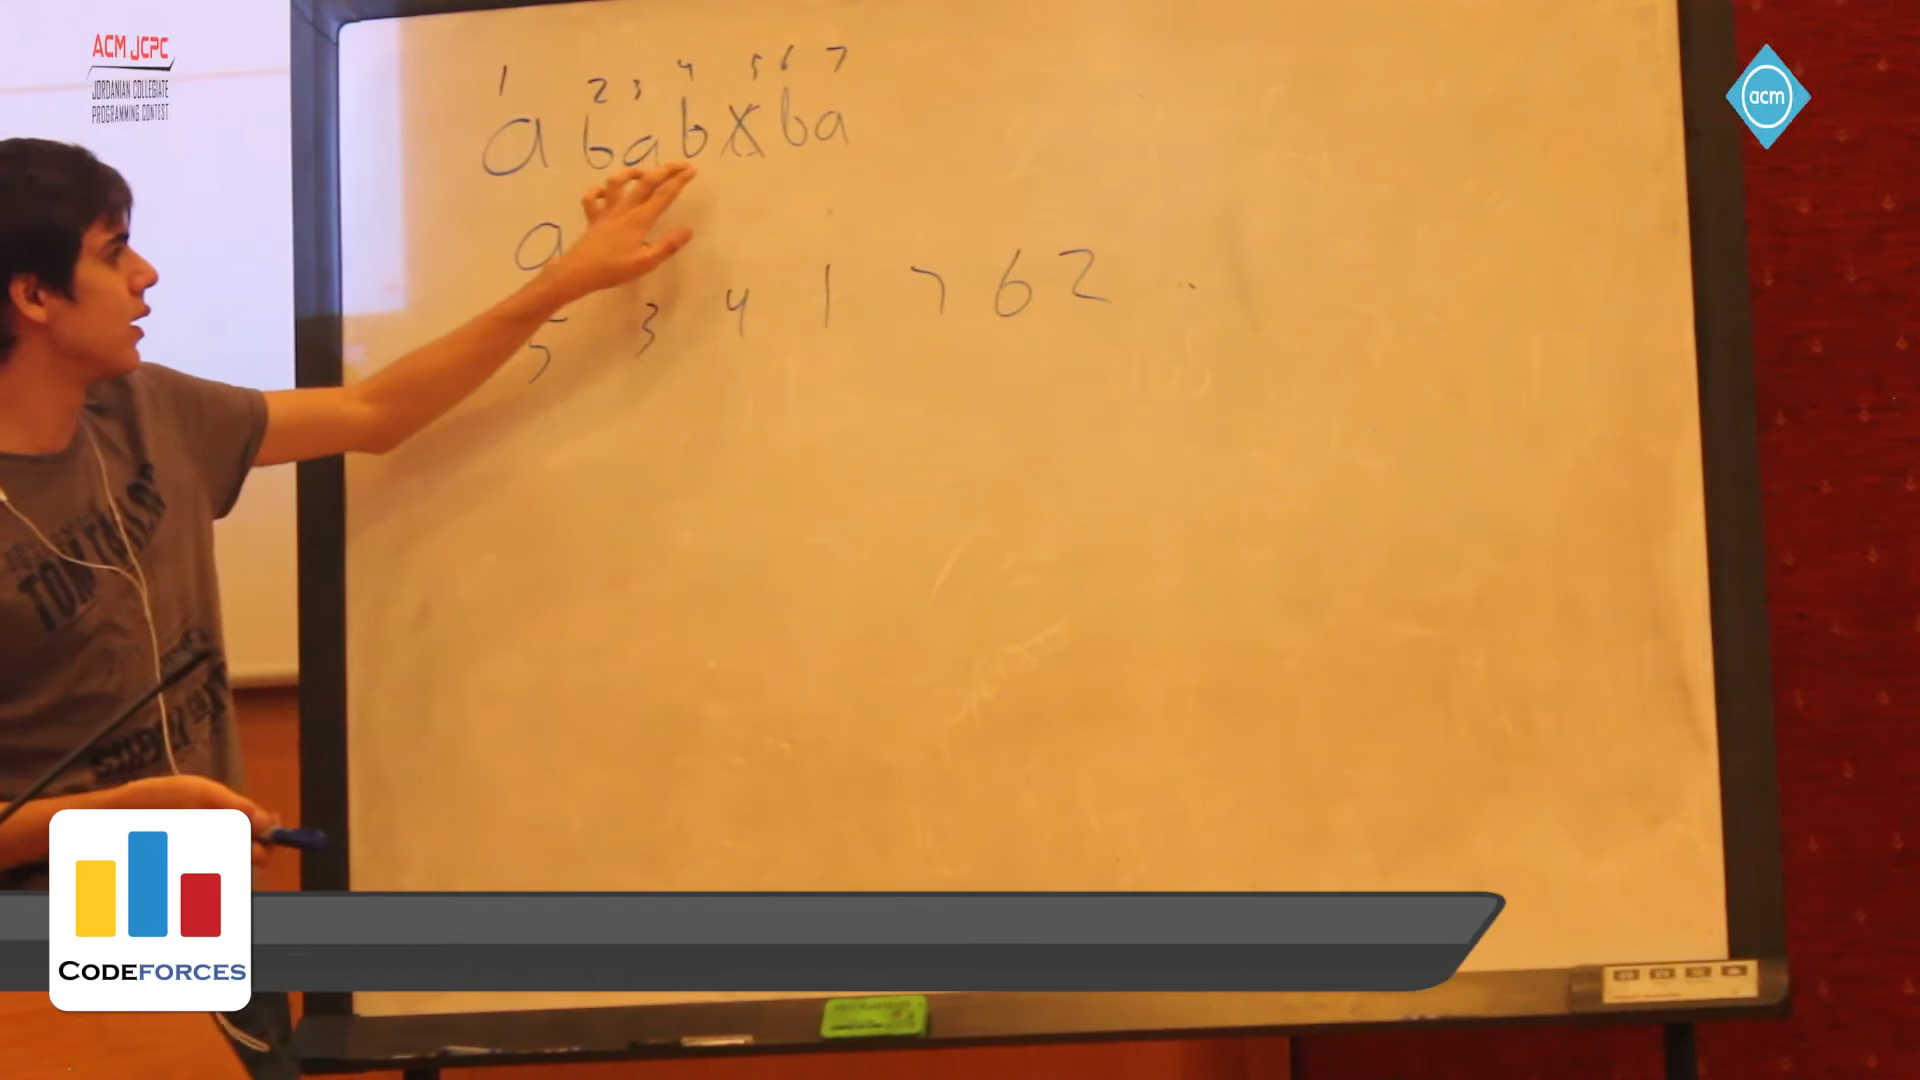 ACM JCPC
JORDANIAN COLLEGIATE
PROGRAMMING CONTEST
acm
1 2 3 4 5 6 7
a b a b x b a
a
5 3 4 1 7 6 2
CODEFORCES